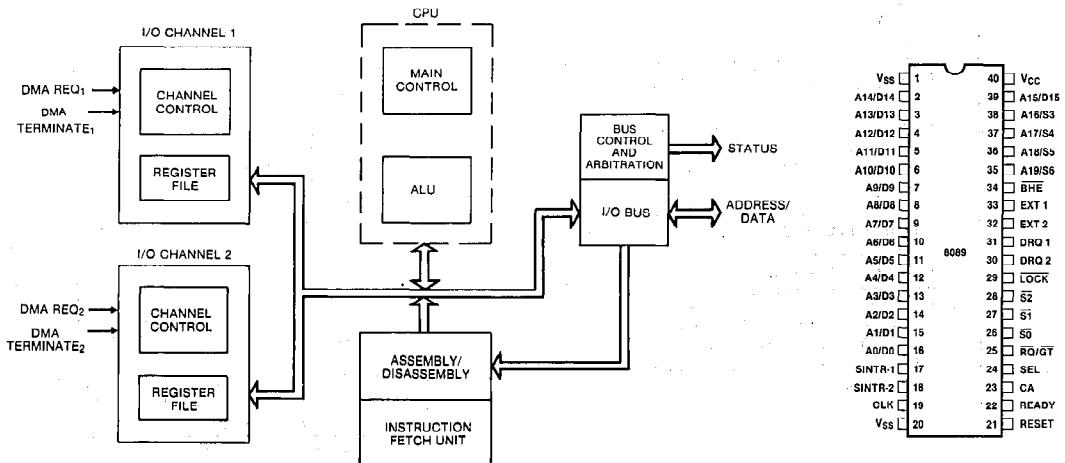 CPU
I/O CHANNEL 1
DMA REQ1
DMA
TERMINATE1
CHANNEL
CONTROL
REGISTER
FILE
MAIN
CONTROL
ALU
I/O CHANNEL 2
DMA REQ2
DMA
TERMINATE2
CHANNEL
CONTROL
REGISTER
FILE
ASSEMBLY/
DISASSEMBLY
INSTRUCTION
FETCH UNIT
BUS
CONTROL
AND
ARBITRATION
I/O BUS
STATUS
ADDRESS/
DATA
VSS 1 40 VCC
A14/D14 2 39 A15/D15
A13/D13 3 38 A16/S3
A12/D12 4 37 A17/S4
A11/D11 5 36 A18/S5
A10/D10 6 35 A19/S6
A9/D9 7 34 B̅H̅E̅
A8/D8 8 33 EXT 1
A7/D7 9 32 EXT 2
A6/D6 10 31 DRQ 1
8089
A5/D5 11 30 DRQ 2
A4/D4 12 29 L̅O̅C̅K̅
A3/D3 13 28 S̅2̅
A2/D2 14 27 S̅1̅
A1/D1 15 26 S̅0̅
A0/D0 16 25 R̅Q̅/G̅T̅
SINTR-1 17 24 SEL
SINTR-2 18 23 CA
CLK 19 22 READY
VSS 20 21 RESET